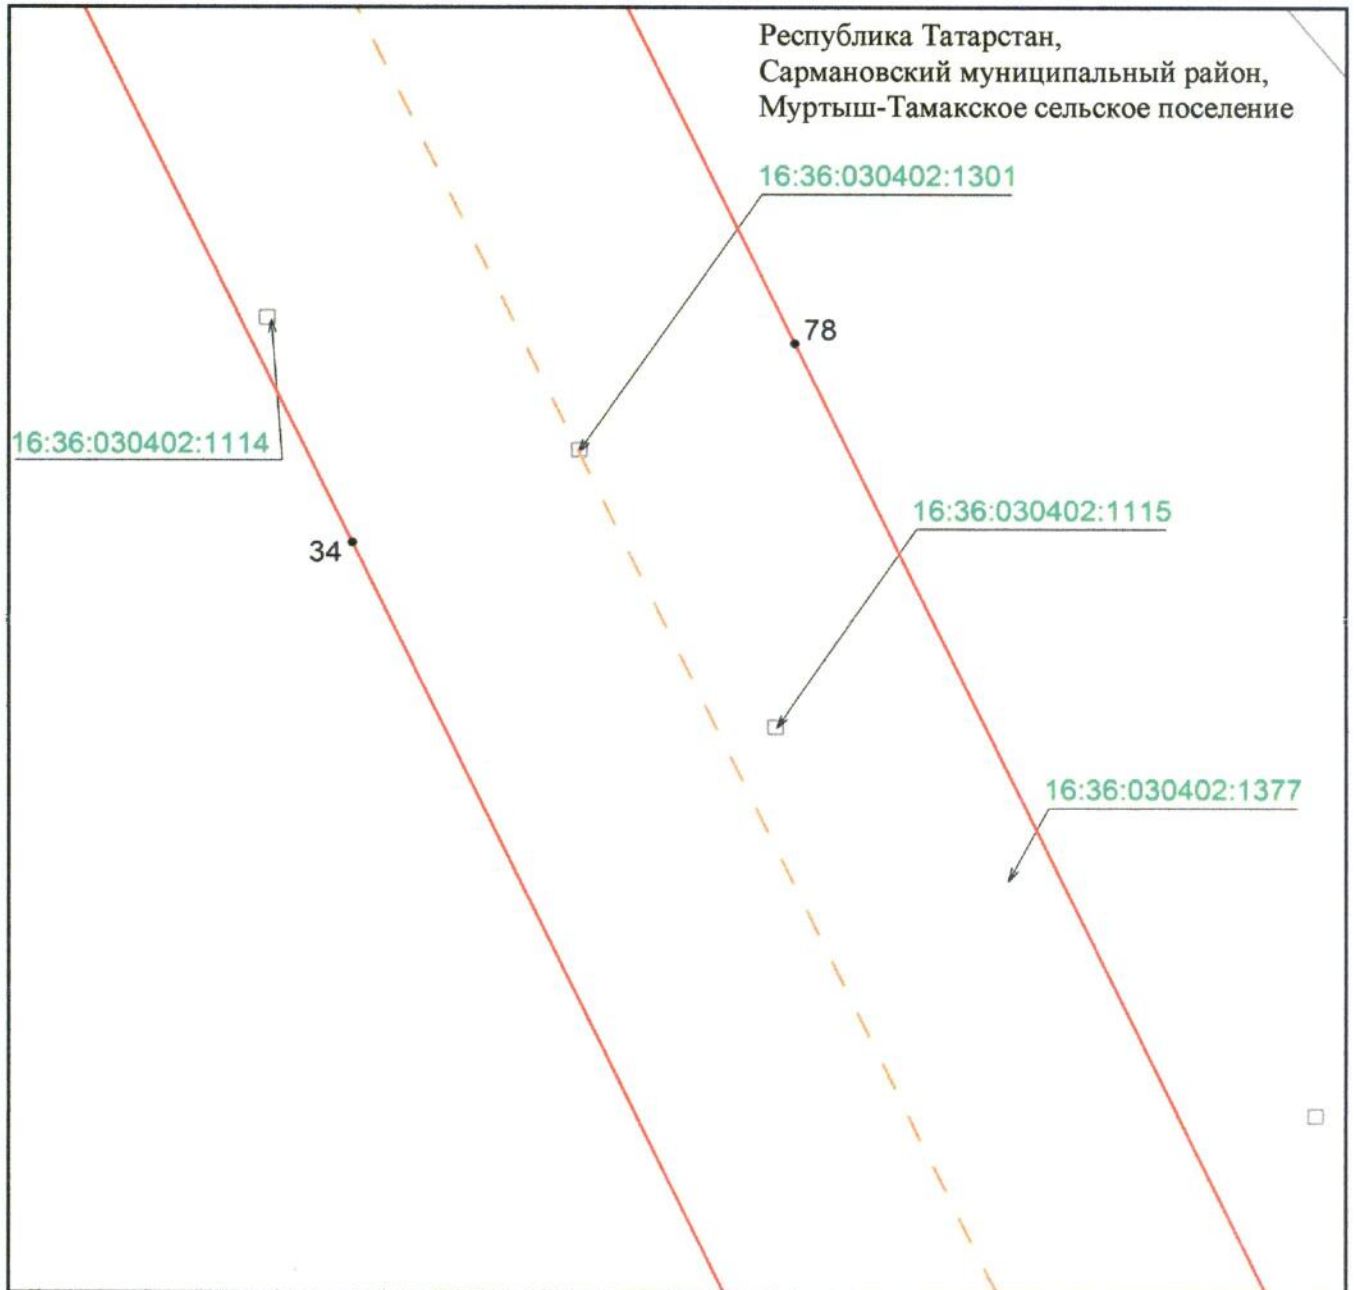 Республика Татарстан,
Сармановский муниципальный район,
Муртыш-Тамакское сельское поселение
16:36:030402:1301
78
16:36:030402:1114
16:36:030402:1115
34
16:36:030402:1377